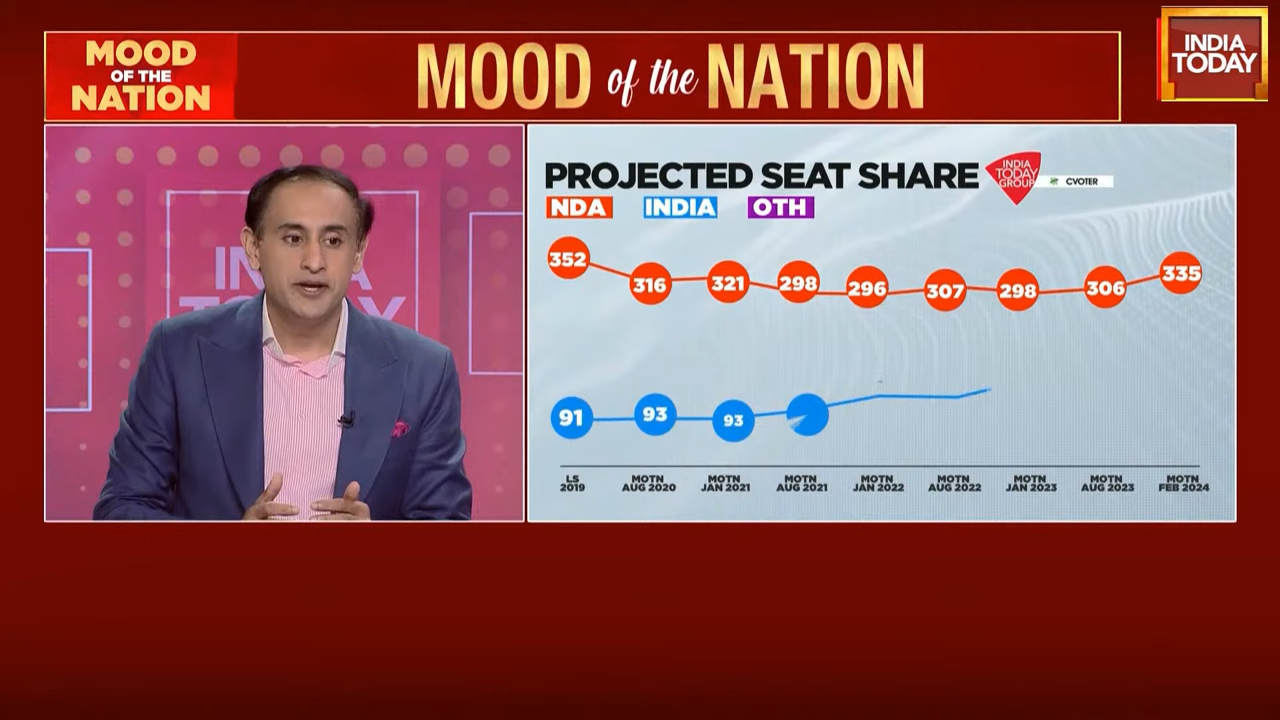 MOOD
OF THE
NATION
MOOD of the NATION
INDIA
TODAY
PROJECTED SEAT SHARE
INDIA
TODAY
GROUP
CVOTER
NDA INDIA OTH
352 316 321 298 296 307 298 306 335
91 93 93
LS
2019
MOTN
AUG 2020
MOTN
JAN 2021
MOTN
AUG 2021
MOTN
JAN 2022
MOTN
AUG 2022
MOTN
JAN 2023
MOTN
AUG 2023
MOTN
FEB 2024